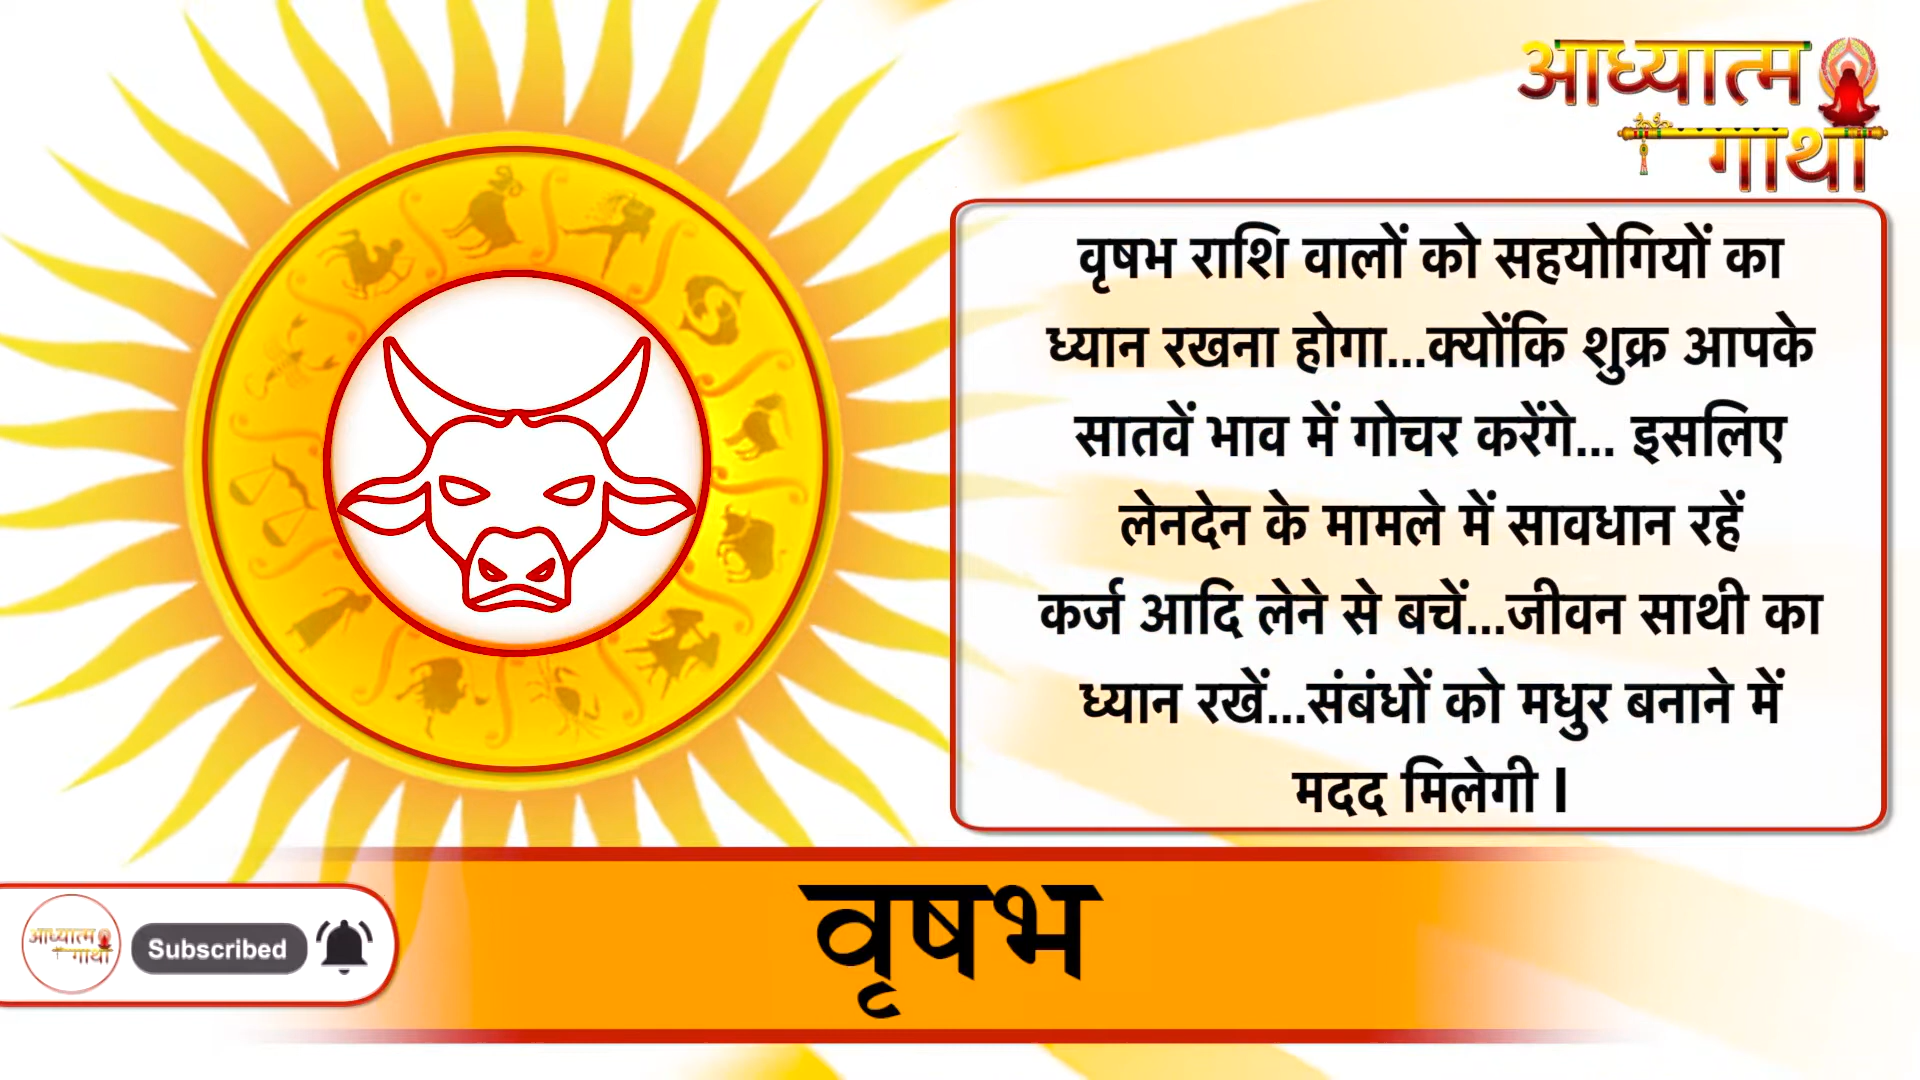 आध्यात्म
गाथा
वृषभ राशि वालों को सहयोगियों का
ध्यान रखना होगा...क्योंकि शुक्र आपके
सातवें भाव में गोचर करेंगे... इसलिए
लेनदेन के मामले में सावधान रहें
कर्ज आदि लेने से बचें...जीवन साथी का
ध्यान रखें...संबंधों को मधुर बनाने में
मदद मिलेगी l
वृषभ
आध्यात्म
गाथा
Subscribed